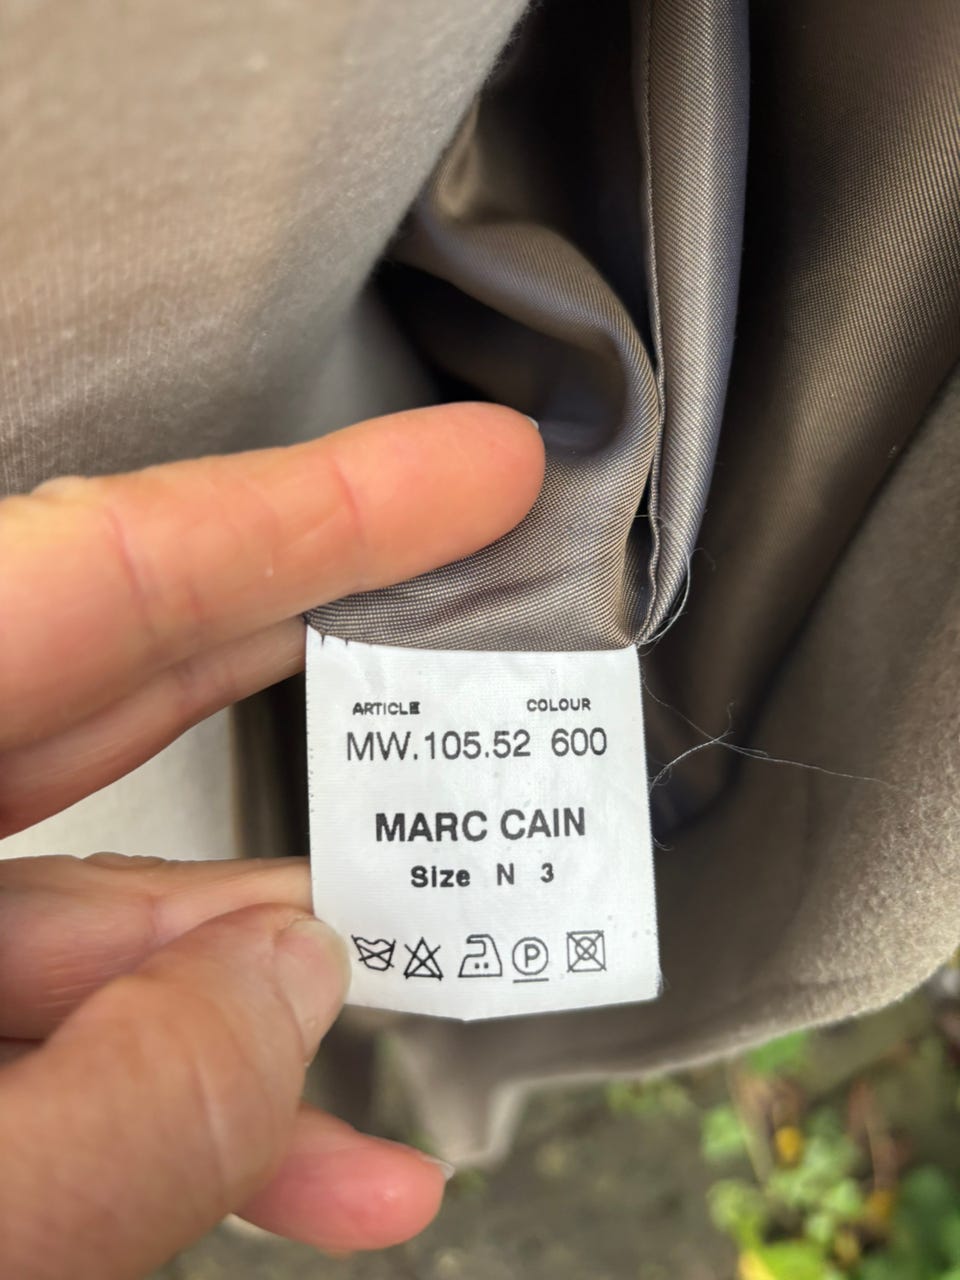 ARTICLE COLOUR
MW.105.52 600
MARC CAIN
Size N 3
P